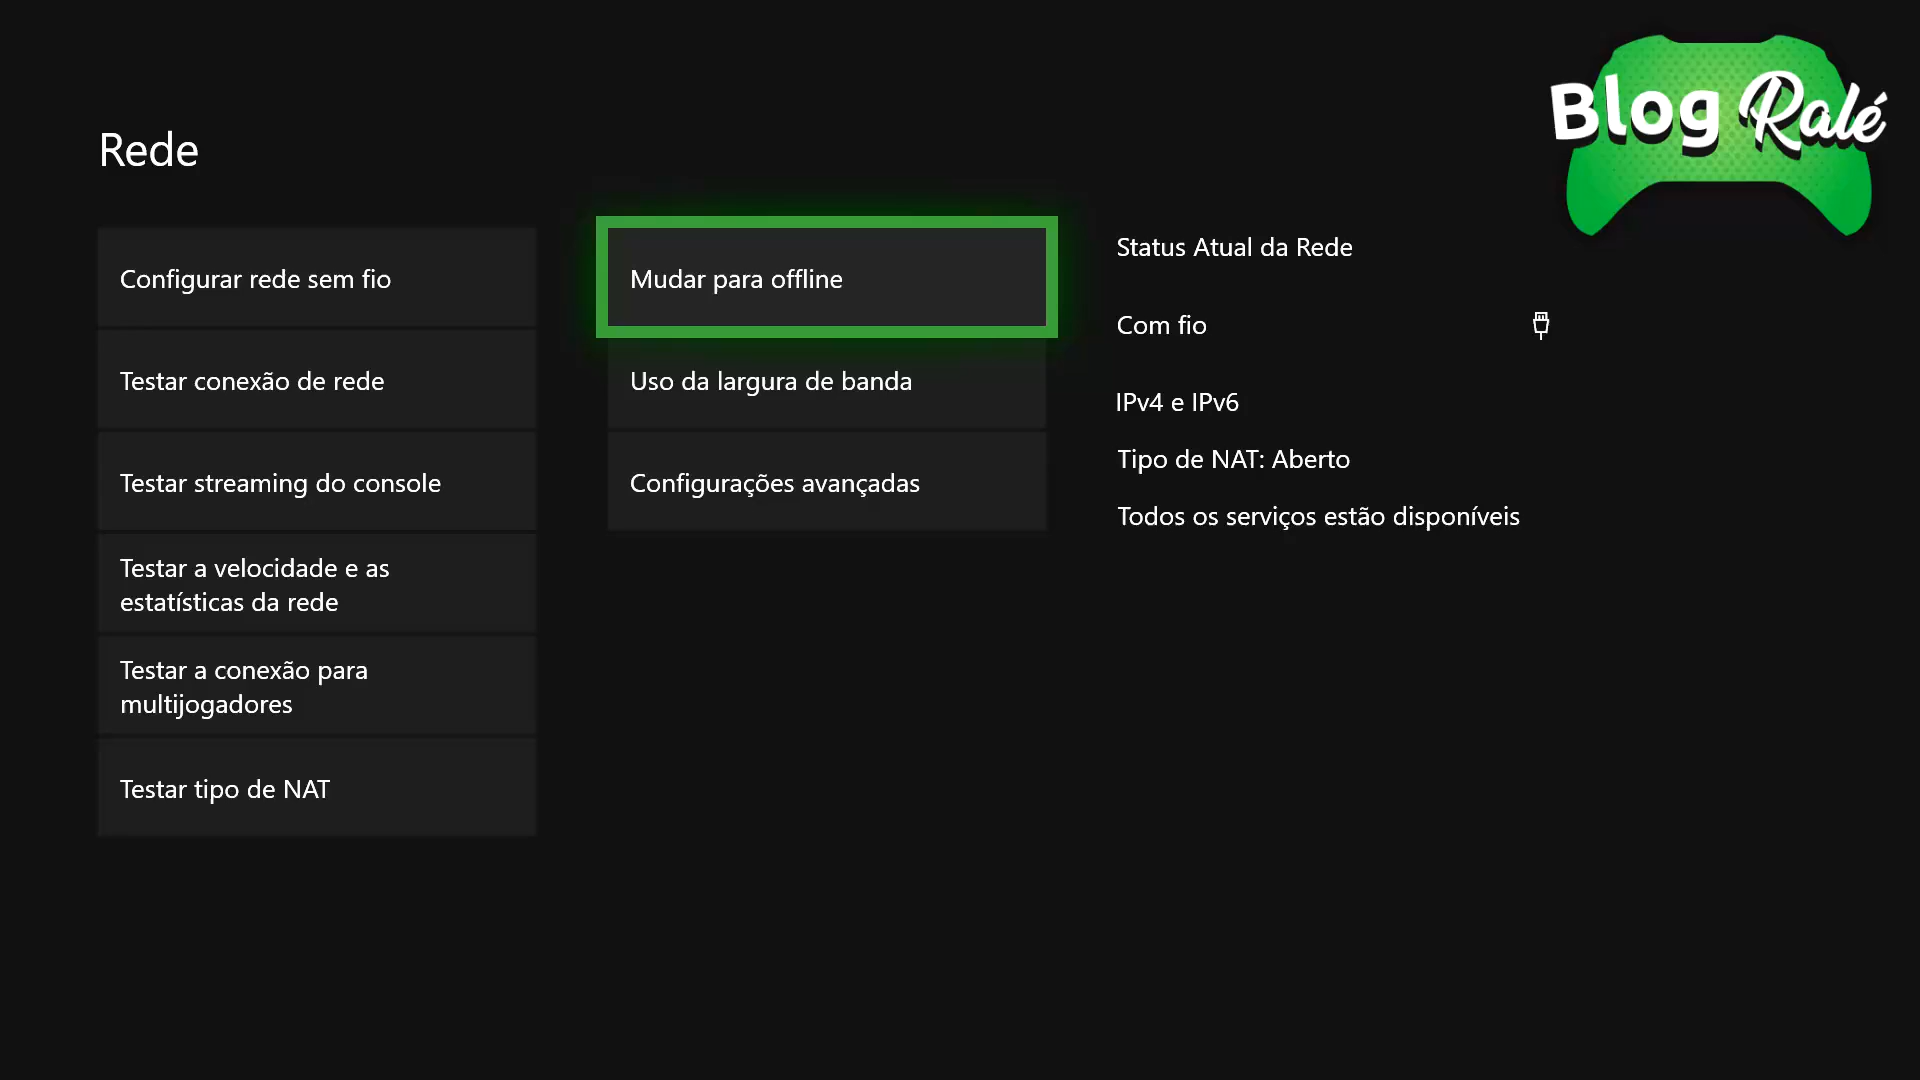 Blog Ralé
Rede
Configurar rede sem fio
Testar conexão de rede
Testar streaming do console
Testar a velocidade e as
estatísticas da rede
Testar a conexão para
multijogadores
Testar tipo de NAT
Mudar para offline
Uso da largura de banda
Configurações avançadas
Status Atual da Rede
Com fio
IPv4 e IPv6
Tipo de NAT: Aberto
Todos os serviços estão disponíveis